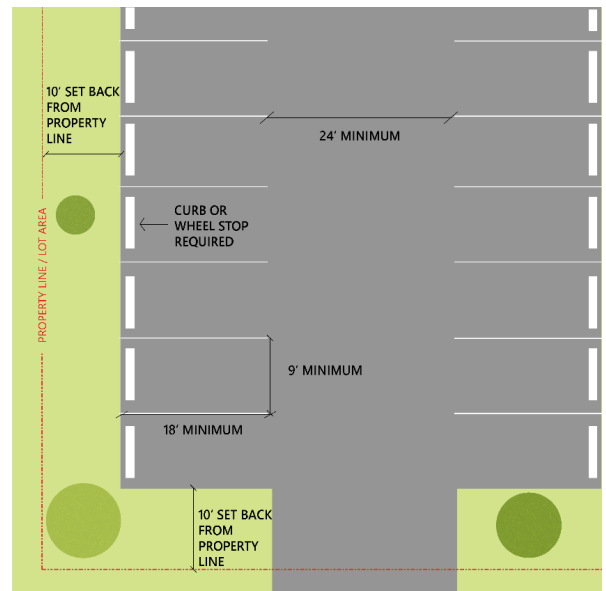 10' SET BACK
FROM
PROPERTY
LINE
24' MINIMUM
CURB OR
WHEEL STOP
REQUIRED
PROPERTY LINE / LOT AREA
9' MINIMUM
18' MINIMUM
10' SET BACK
FROM
PROPERTY
LINE